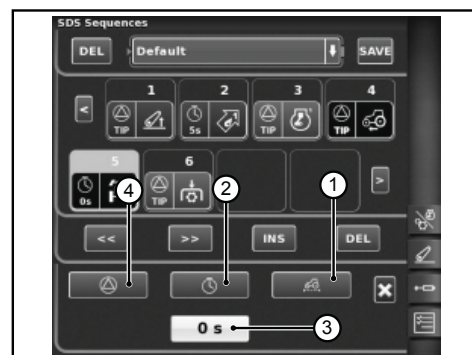 SDS Sequences
DEL
Default
SAVE
1
2
3
4
<
TIP
5s
TIP
TIP
5
6
0s
TIP
>
<<
>>
INS
DEL
4
2
1
0 s
3